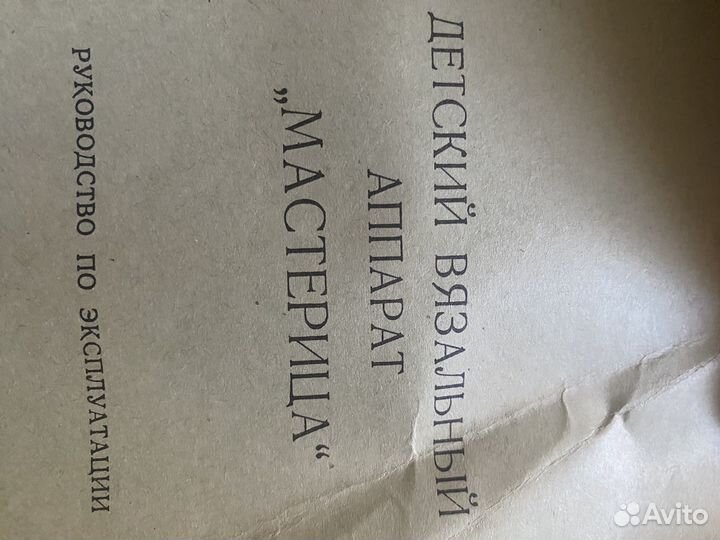 ДЕТСКИЙ ВЯЗАЛЬНЫЙ
АППАРАТ
„МАСТЕРИЦА“
РУКОВОДСТВО ПО ЭКСПЛУАТАЦИИ
Avito